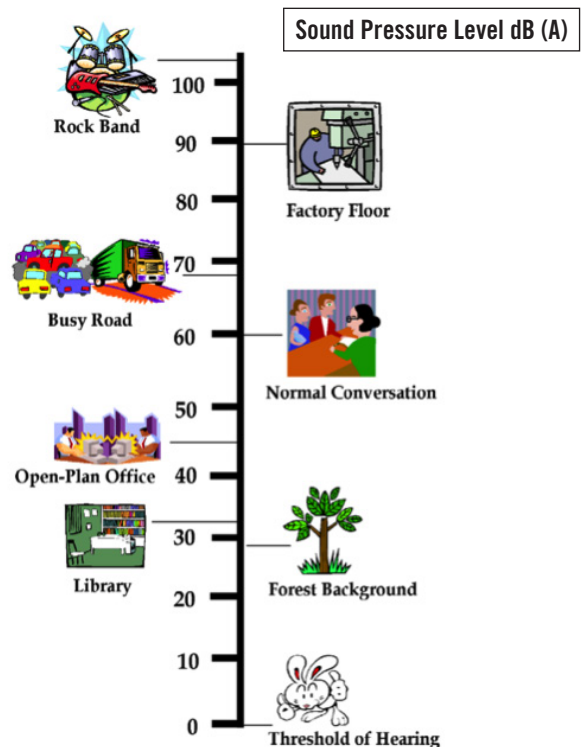 Sound Pressure Level dB (A)
Rock Band
100
90
Factory Floor
80
70
Busy Road
60
Normal Conversation
50
Open-Plan Office
40
Library
30
Forest Background
20
10
0
Threshold of Hearing